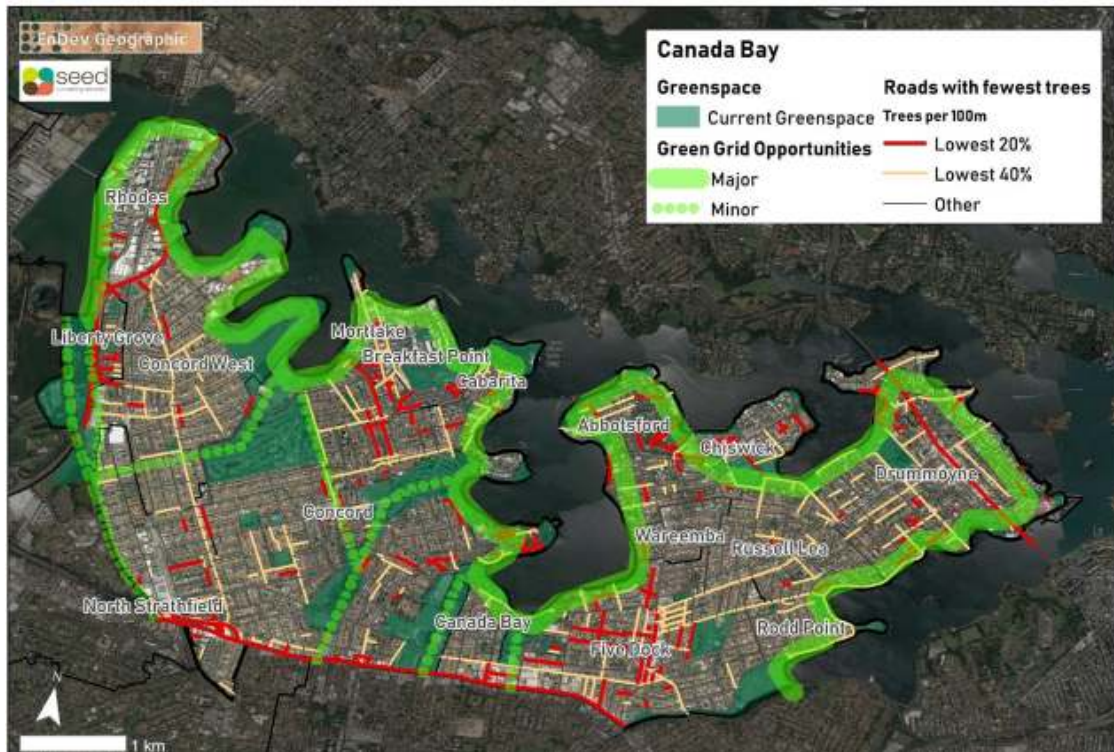 EnDev Geographic
seed
Canada Bay
Greenspace
Current Greenspace
Green Grid Opportunities
Major
Minor
Roads with fewest trees
Trees per 100m
Lowest 20%
Lowest 40%
Other
Rhodes
Liberty Grove
Concord West
Mortlake
Breakfast Point
Cabarita
Abbotsford
Chiswick
Drummoyne
Concord
Wareemba
Russell Lea
North Strathfield
Canada Bay
Five Dock
Rodd Point
N
1 km